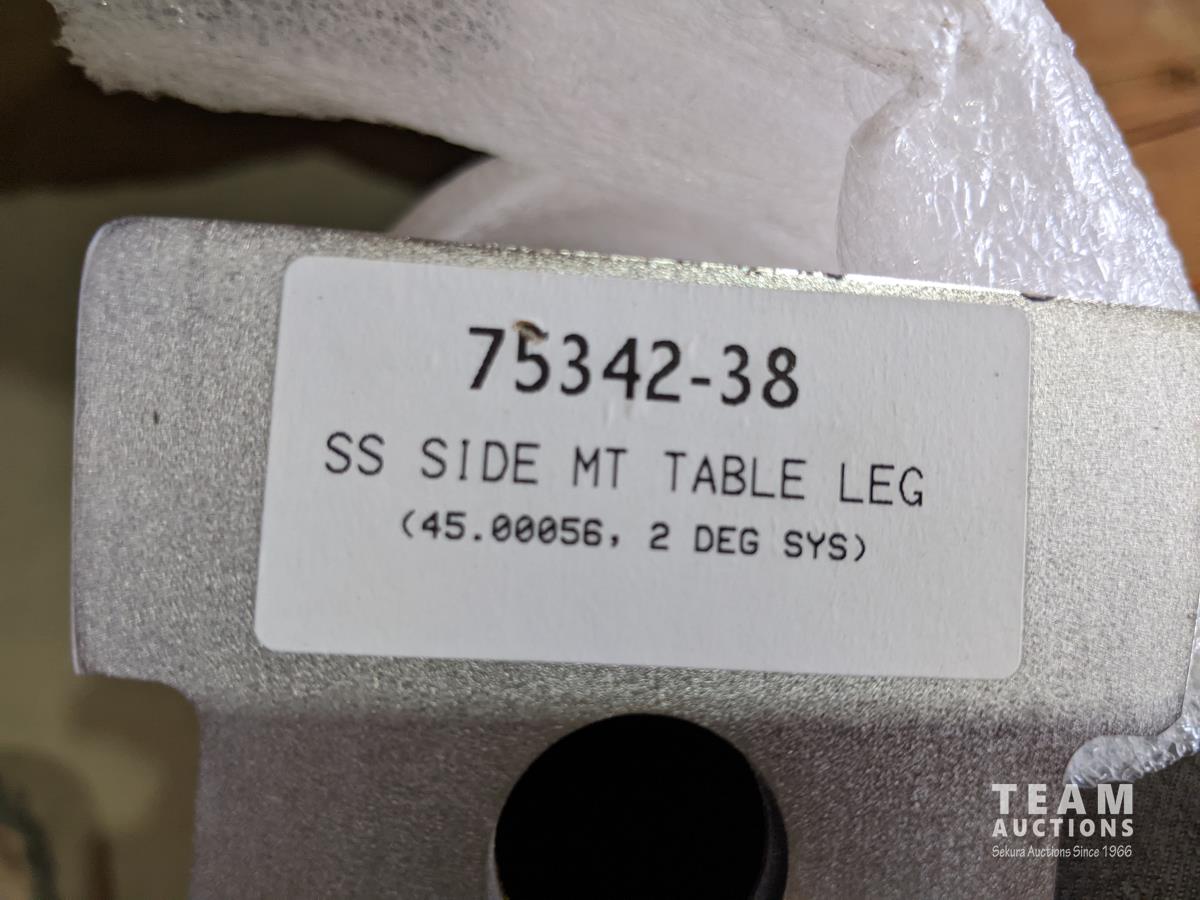 75342-38
SS SIDE MT TABLE LEG
(45.00056, 2 DEG SYS)
TEAM
AUCTIONS
Sekura Auctions Since 1966